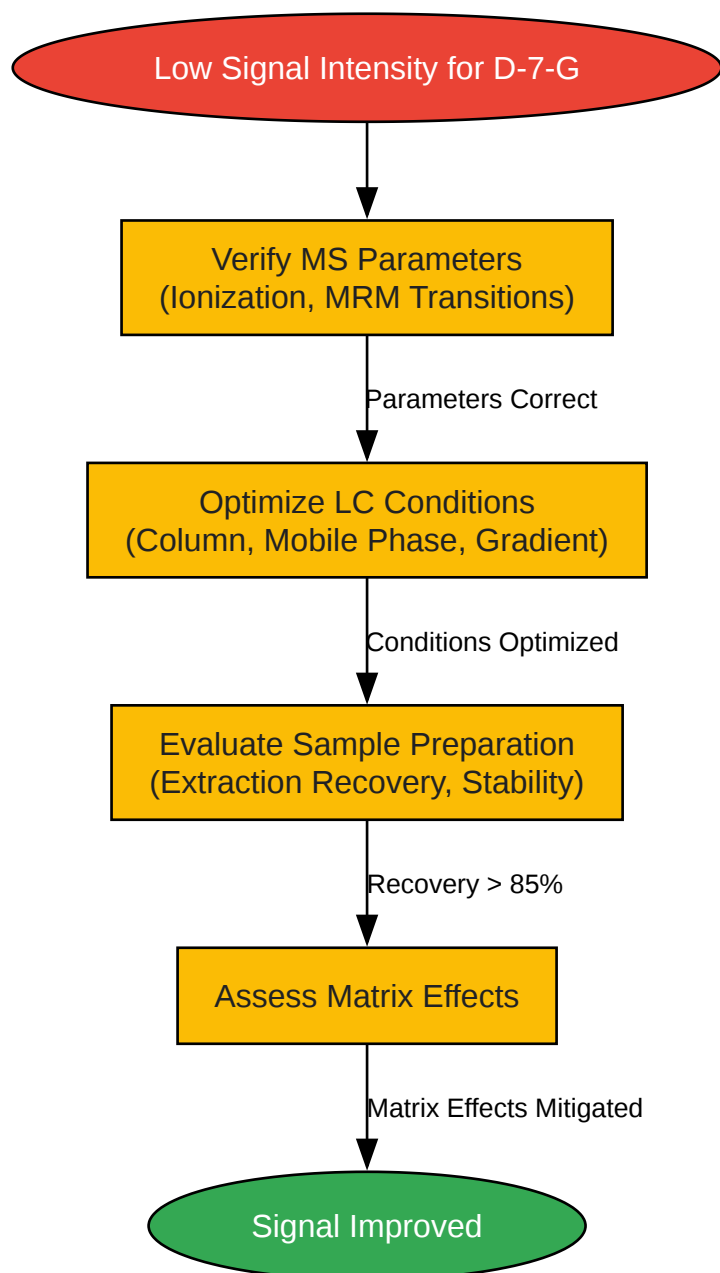 Low Signal Intensity for D-7-G
Verify MS Parameters
(Ionization, MRM Transitions)
Parameters Correct
Optimize LC Conditions
(Column, Mobile Phase, Gradient)
Conditions Optimized
Evaluate Sample Preparation
(Extraction Recovery, Stability)
Recovery > 85%
Assess Matrix Effects
Matrix Effects Mitigated
Signal Improved